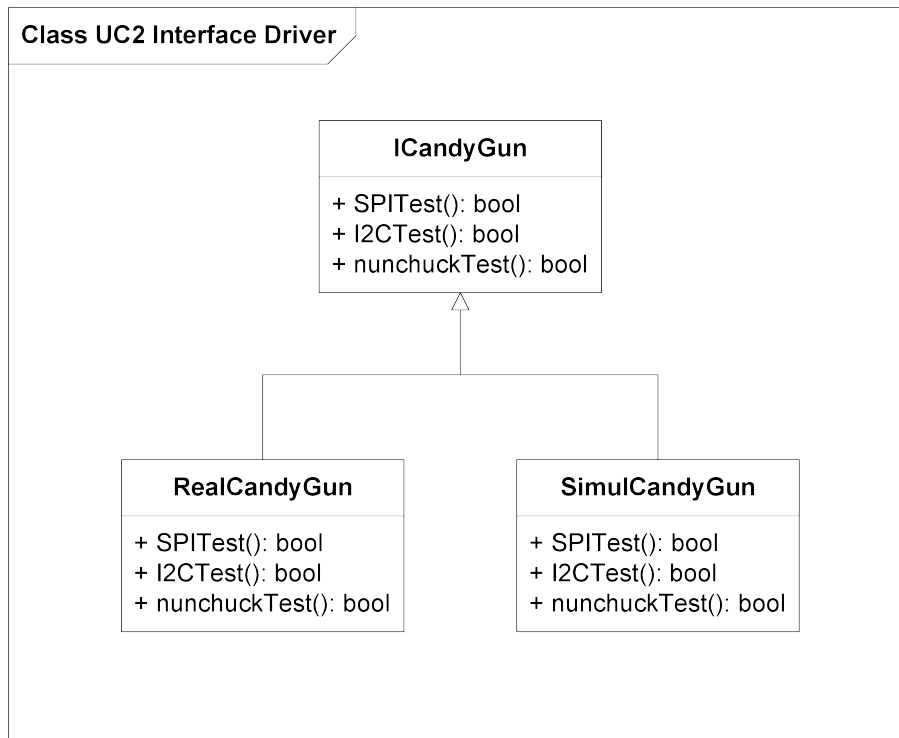 Class UC2 Interface Driver
ICandyGun
+ SPITest(): bool
+ I2CTest(): bool
+ nunchuckTest(): bool
RealCandyGun
+ SPITest(): bool
+ I2CTest(): bool
+ nunchuckTest(): bool
SimulCandyGun
+ SPITest(): bool
+ I2CTest(): bool
+ nunchuckTest(): bool